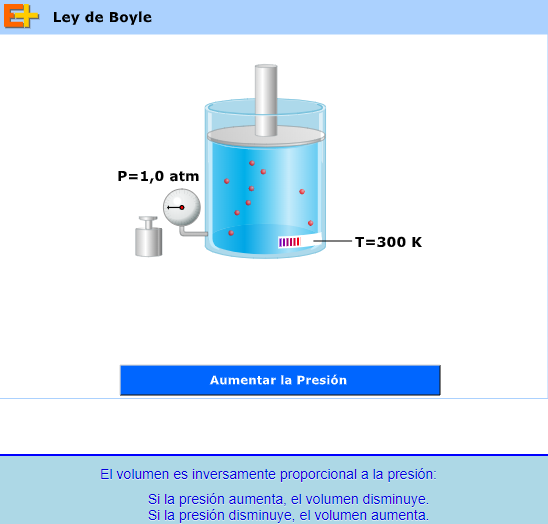 E+ Ley de Boyle
P=1,0 atm
T=300 K
Aumentar la Presión
El volumen es inversamente proporcional a la presión:
Si la presión aumenta, el volumen disminuye.
Si la presión disminuye, el volumen aumenta.